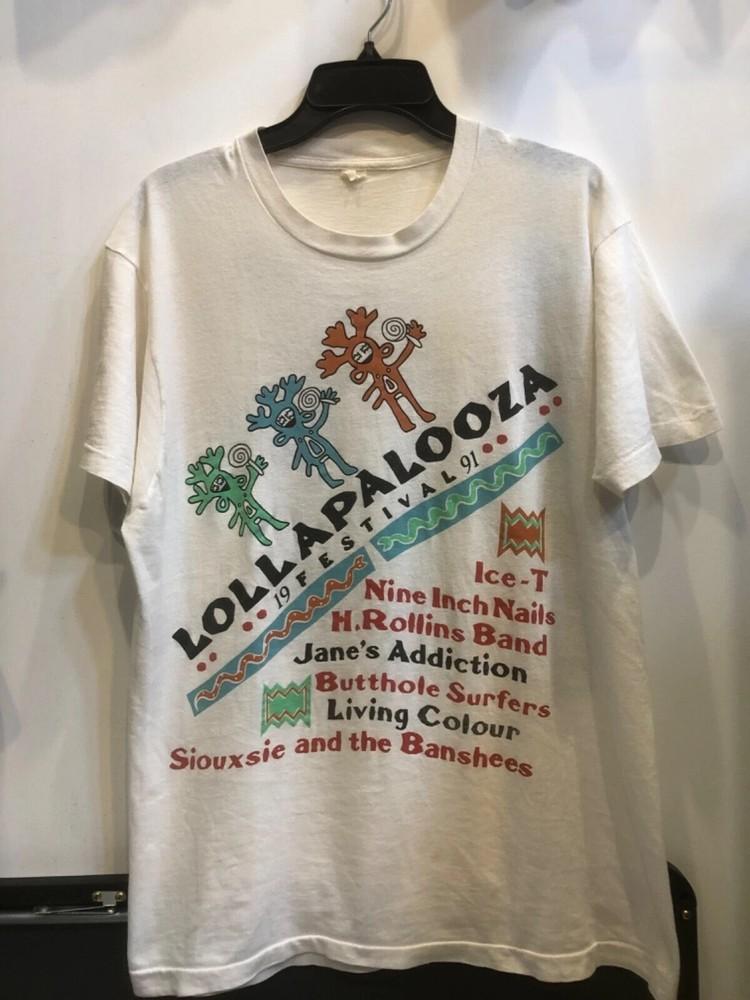 LOLLAPALOOZA
19 FESTIVAL 91
Ice-T
Nine Inch Nails
H.Rollins Band
Jane's Addiction
Butthole Surfers
Living Colour
Siouxsie and the Banshees